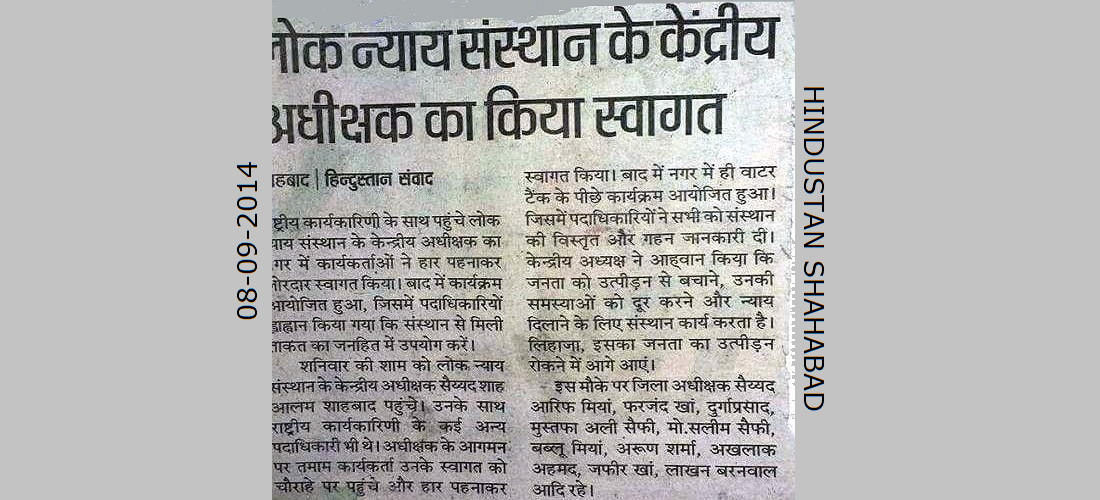 लोक न्याय संस्थान के केंद्रीय
अधीक्षक का किया स्वागत
हबाद | हिन्दुस्तान संवाद
ष्ट्रीय कार्यकारिणी के साथ पहुंचे लोक
याय संस्थान के केन्द्रीय अधीक्षक का
गर में कार्यकर्ताओं ने हार पहनाकर
ोरदार स्वागत किया। बाद में कार्यक्रम
आयोजित हुआ, जिसमें पदाधिकारियों
ाह्वान किया गया कि संस्थान से मिली
ताकत का जनहित में उपयोग करें।
शनिवार की शाम को लोक न्याय
संस्थान के केन्द्रीय अधीक्षक सैय्यद शाह
आलम शाहबाद पहुंचे। उनके साथ
राष्ट्रीय कार्यकारिणी के कई अन्य
पदाधिकारी भी थे। अधीक्षक के आगमन
पर तमाम कार्यकर्ता उनके स्वागत को
चौराहे पर पहुंचे और हार पहनाकर
स्वागत किया। बाद में नगर में ही वाटर
टैंक के पीछे कार्यक्रम आयोजित हुआ।
जिसमें पदाधिकारियों ने सभी को संस्थान
की विस्तृत और गहन जानकारी दी।
केन्द्रीय अध्यक्ष ने आहवान किया कि
जनता को उत्पीड़न से बचाने, उनकी
समस्याओं को दूर करने और न्याय
दिलाने के लिए संस्थान कार्य करता है।
लिहाजा, इसका जनता का उत्पीड़न
रोकने में आगे आएं।
इस मौके पर जिला अधीक्षक सैय्यद
आरिफ मियां, फरजंद खां, दुर्गाप्रसाद,
मुस्तफा अली सैफी, मो.सलीम सैफी,
बब्लू मियां, अरूण शर्मा, अखलाक
अहमद, जफीर खां, लाखन बरनवाल
आदि रहे।
08-09-2014
HINDUSTAN SHAHABAD